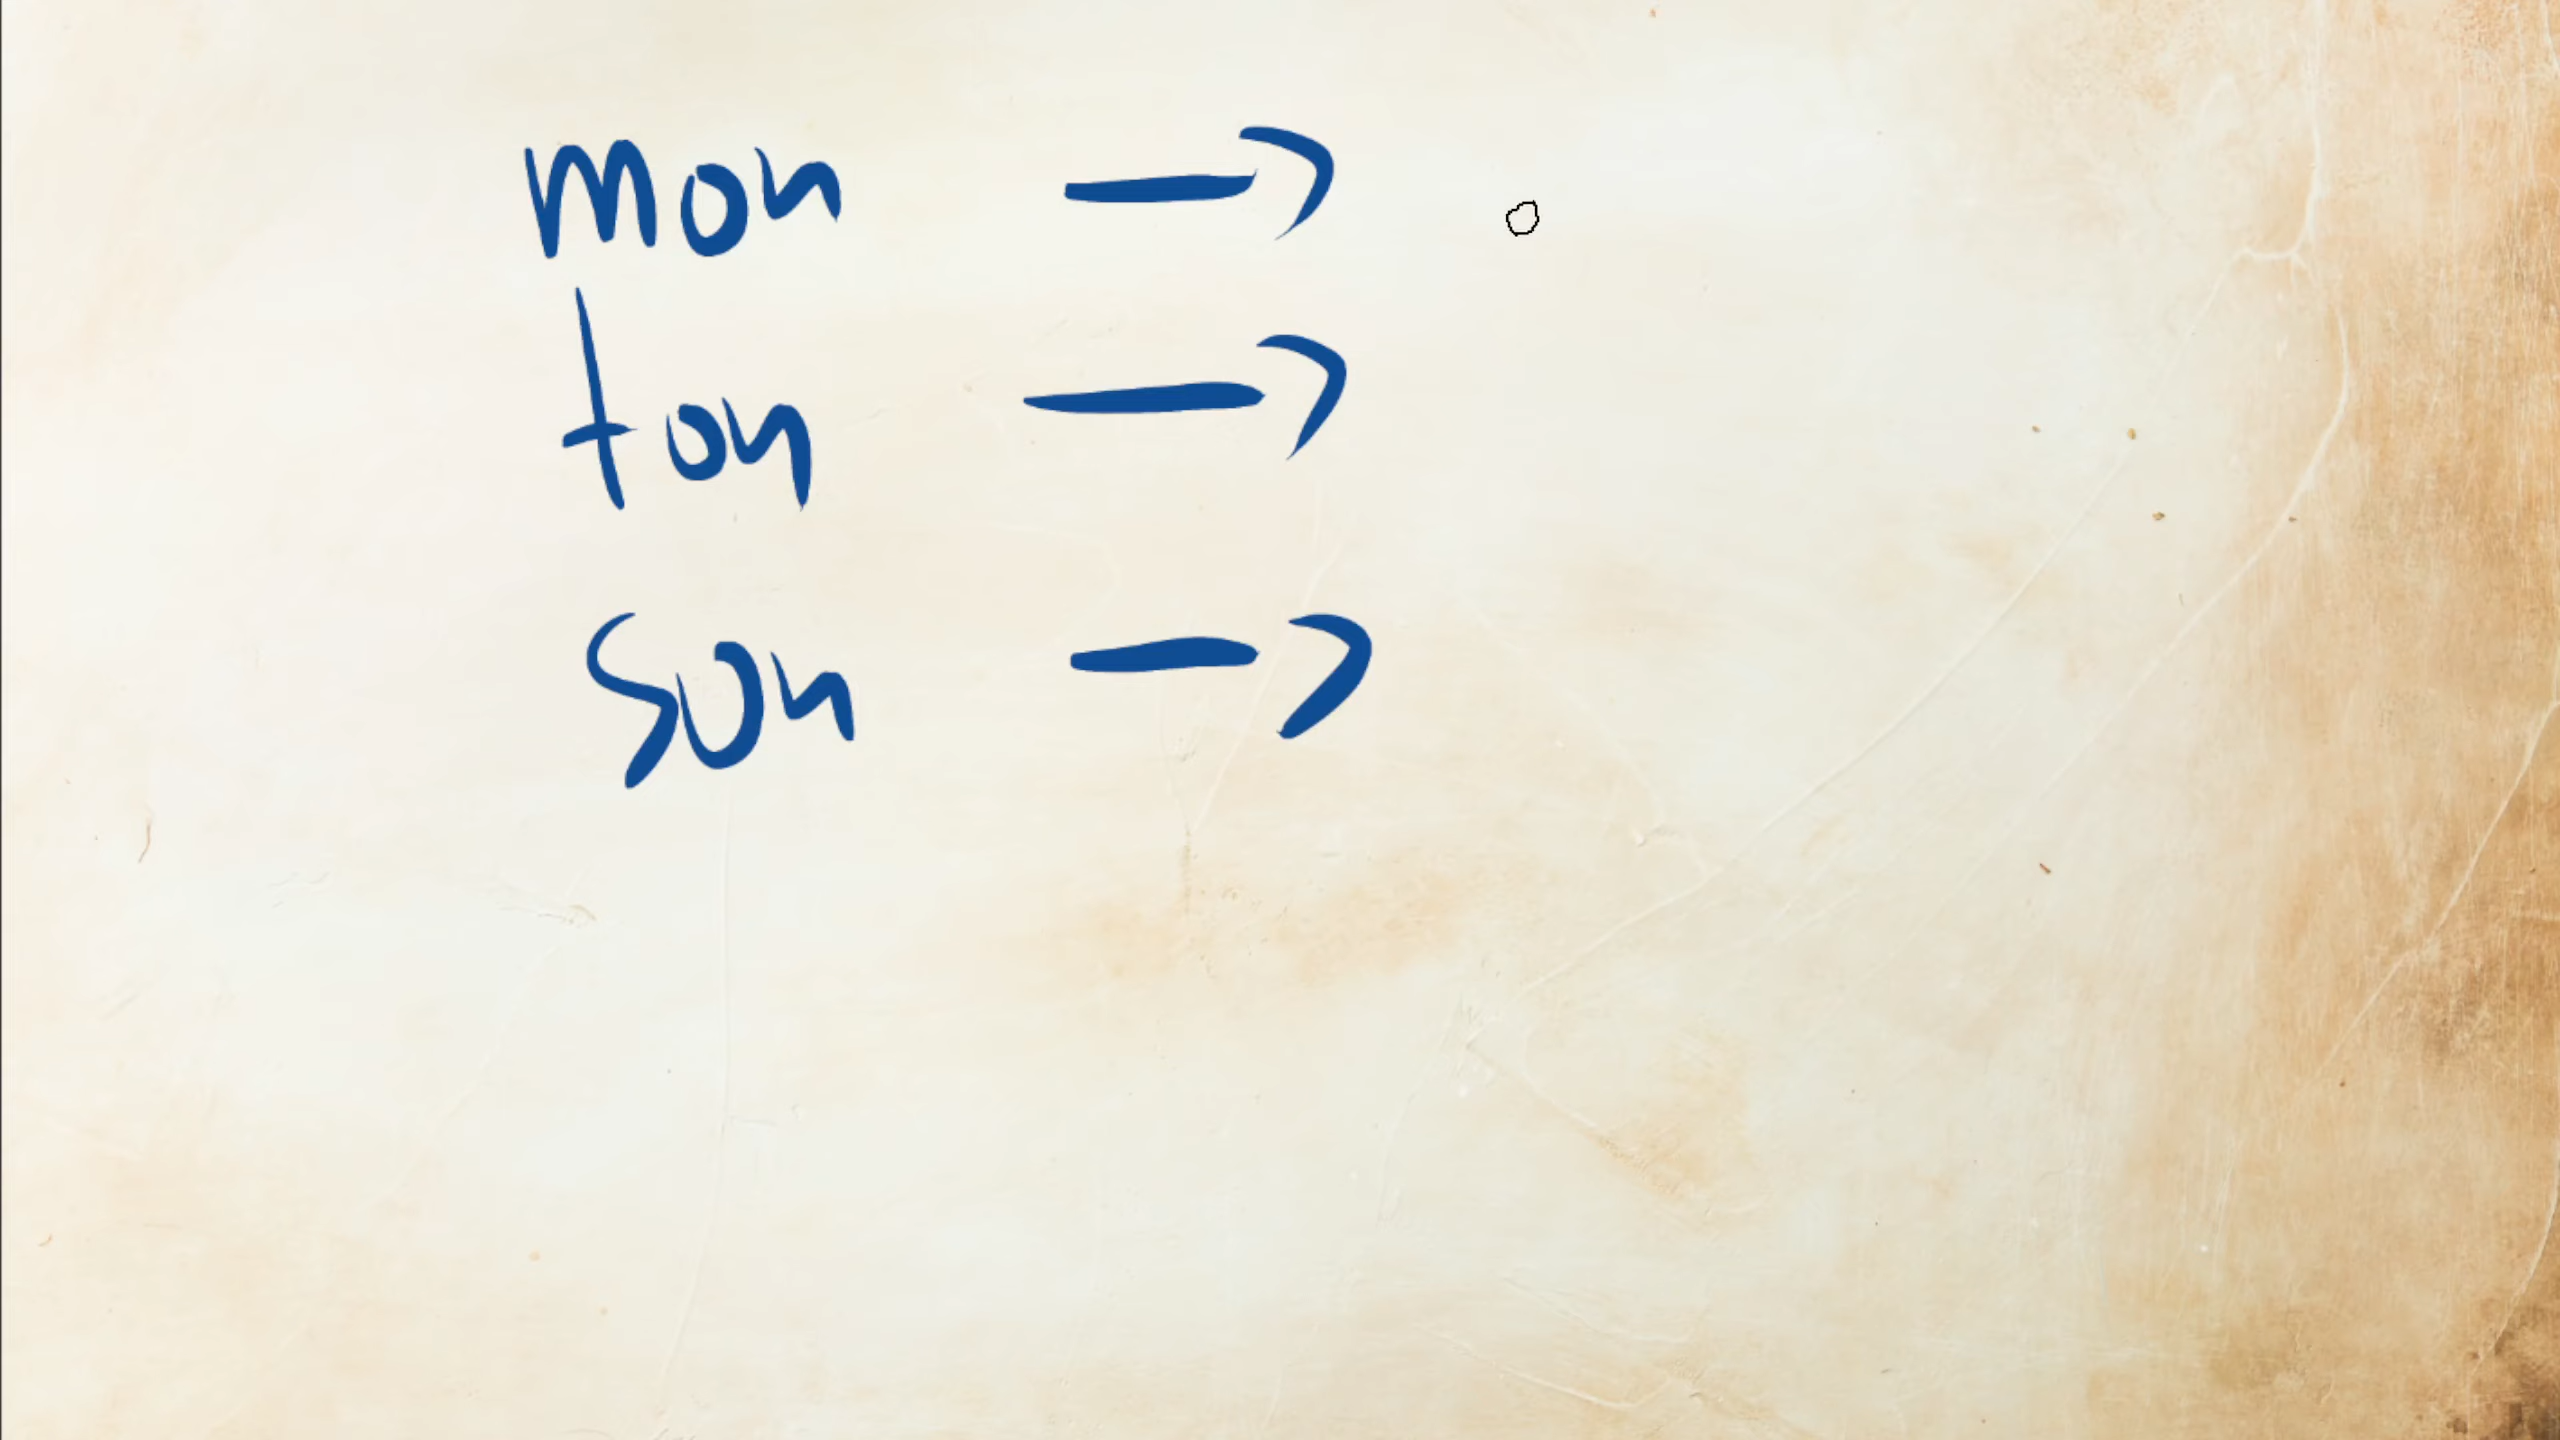 mon →
ton →
son →